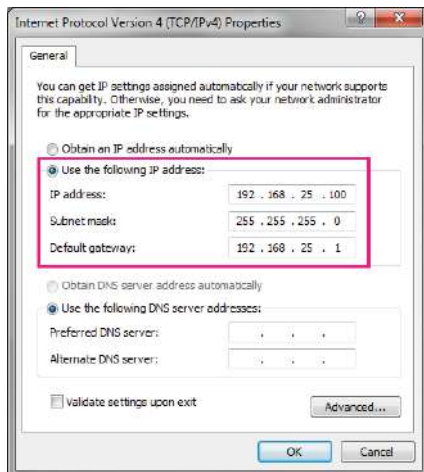 Internet Protocol Version 4 (TCP/IPv4) Properties
General
You can get IP settings assigned automatically if your network supports
this capability. Otherwise, you need to ask your network administrator
for the appropriate IP settings.
Obtain an IP address automatically
Use the following IP address:
IP address: 192 . 168 . 25 . 100
Subnet mask: 255 . 255 . 255 . 0
Default gateway: 192 . 168 . 25 . 1
Obtain DNS server address automatically
Use the following DNS server addresses:
Preferred DNS server: . . .
Alternate DNS server: . . .
Validate settings upon exit
Advanced...
OK Cancel